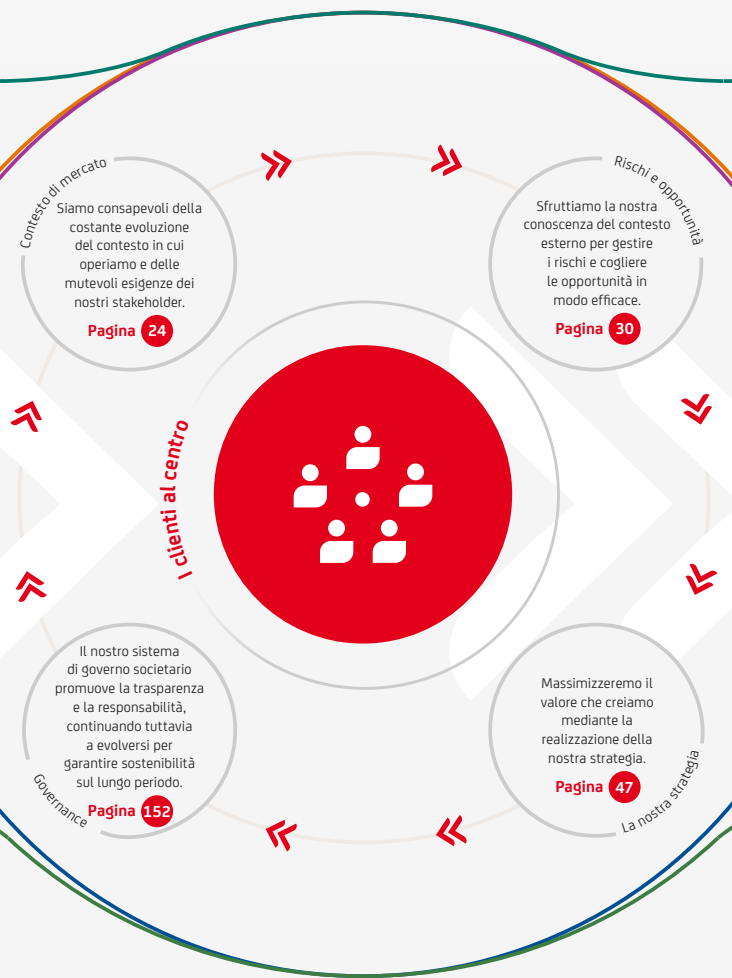 Contesto di mercato
Siamo consapevoli della
costante evoluzione
del contesto in cui
operiamo e delle
mutevoli esigenze dei
nostri stakeholder.
Pagina 24
Rischi e opportunità
Sfruttiamo la nostra
conoscenza del contesto
esterno per gestire
i rischi e cogliere
le opportunità in
modo efficace.
Pagina 30
I clienti al centro
Il nostro sistema
di governo societario
promuove la trasparenza
e la responsabilità,
continuando tuttavia
a evolversi per
garantire sostenibilità
sul lungo periodo.
Pagina 152
Governance
Massimizzeremo il
valore che creiamo
mediante la
realizzazione della
nostra strategia.
Pagina 47
La nostra strategia